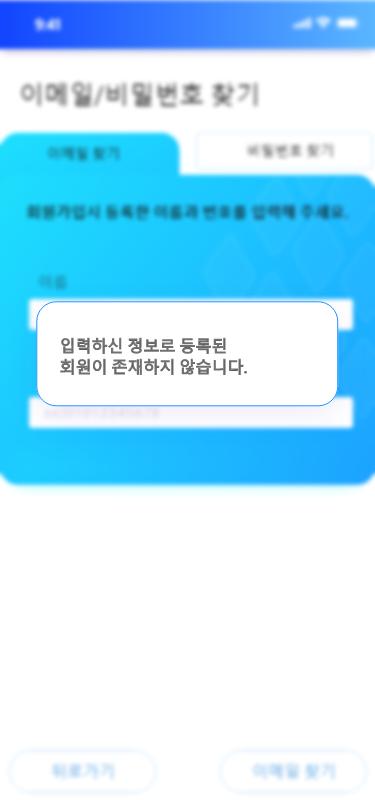 9:41
이메일/비밀번호 찾기
이메일 찾기
비밀번호 찾기
회원가입시 등록한 이름과 번호를 입력해 주세요.
이름
입력하신 정보로 등록된
회원이 존재하지 않습니다.
뒤로가기
이메일 찾기